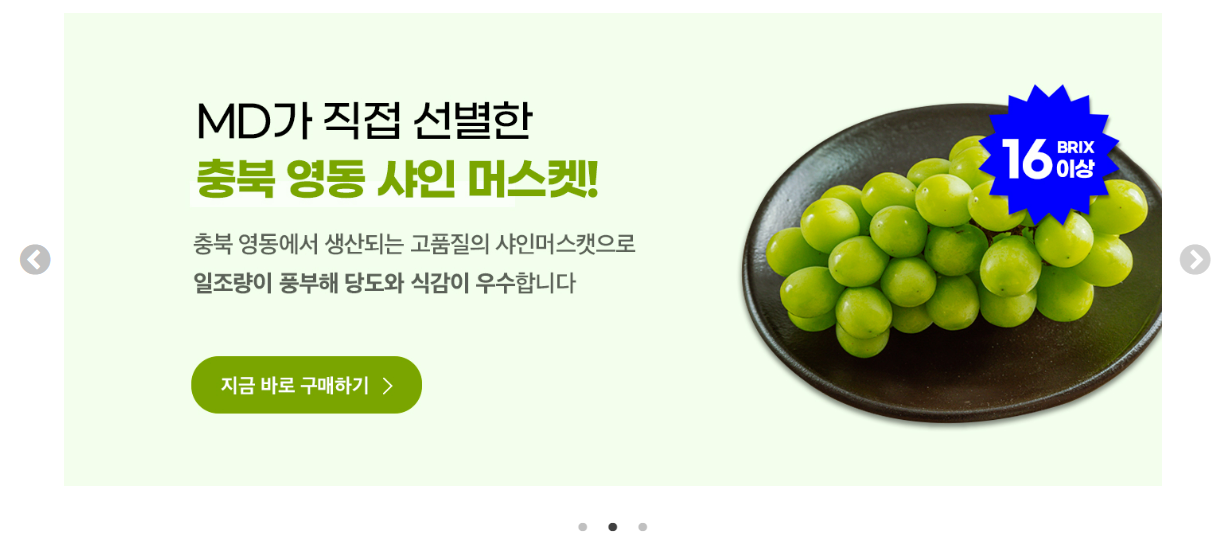 MD가 직접 선별한
충북 영동 샤인 머스켓!
충북 영동에서 생산되는 고품질의 샤인머스캣으로
일조량이 풍부해 당도와 식감이 우수합니다
지금 바로 구매하기
16 BRIX
이상